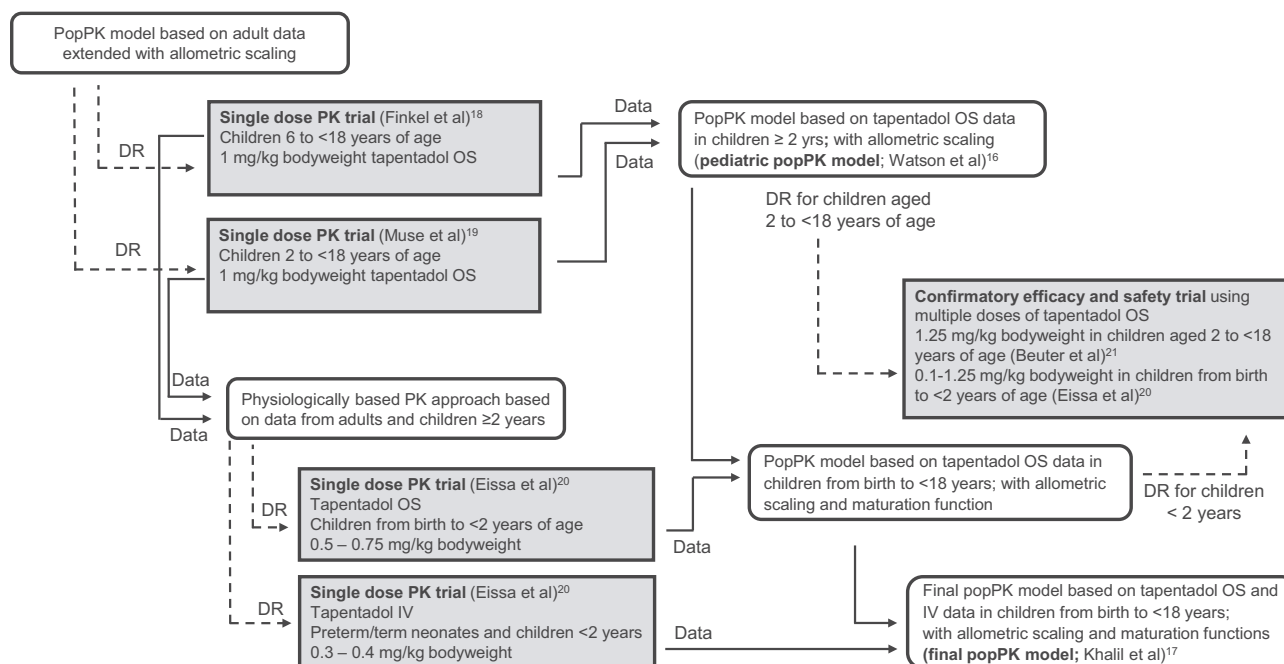 PopPK model based on adult data
extended with allometric scaling
DR
Single dose PK trial (Finkel et al)18
Children 6 to <18 years of age
1 mg/kg bodyweight tapentadol OS
Data
Data
PopPK model based on tapentadol OS data
in children ≥ 2 yrs; with allometric scaling
(pediatric popPK model; Watson et al)16
DR
Single dose PK trial (Muse et al)19
Children 2 to <18 years of age
1 mg/kg bodyweight tapentadol OS
DR for children aged
2 to <18 years of age
Confirmatory efficacy and safety trial using
multiple doses of tapentadol OS
1.25 mg/kg bodyweight in children aged 2 to <18
years of age (Beuter et al)21
0.1-1.25 mg/kg bodyweight in children from birth
to <2 years of age (Eissa et al)20
Data
Data
Physiologically based PK approach based
on data from adults and children ≥2 years
DR
Single dose PK trial (Eissa et al)20
Tapentadol OS
Children from birth to <2 years of age
0.5 – 0.75 mg/kg bodyweight
Data
PopPK model based on tapentadol OS data in
children from birth to <18 years; with allometric
scaling and maturation function
DR for children
< 2 years
DR
Single dose PK trial (Eissa et al)20
Tapentadol IV
Preterm/term neonates and children <2 years
0.3 – 0.4 mg/kg bodyweight
Data
Final popPK model based on tapentadol OS and
IV data in children from birth to <18 years;
with allometric scaling and maturation functions
(final popPK model; Khalil et al)17